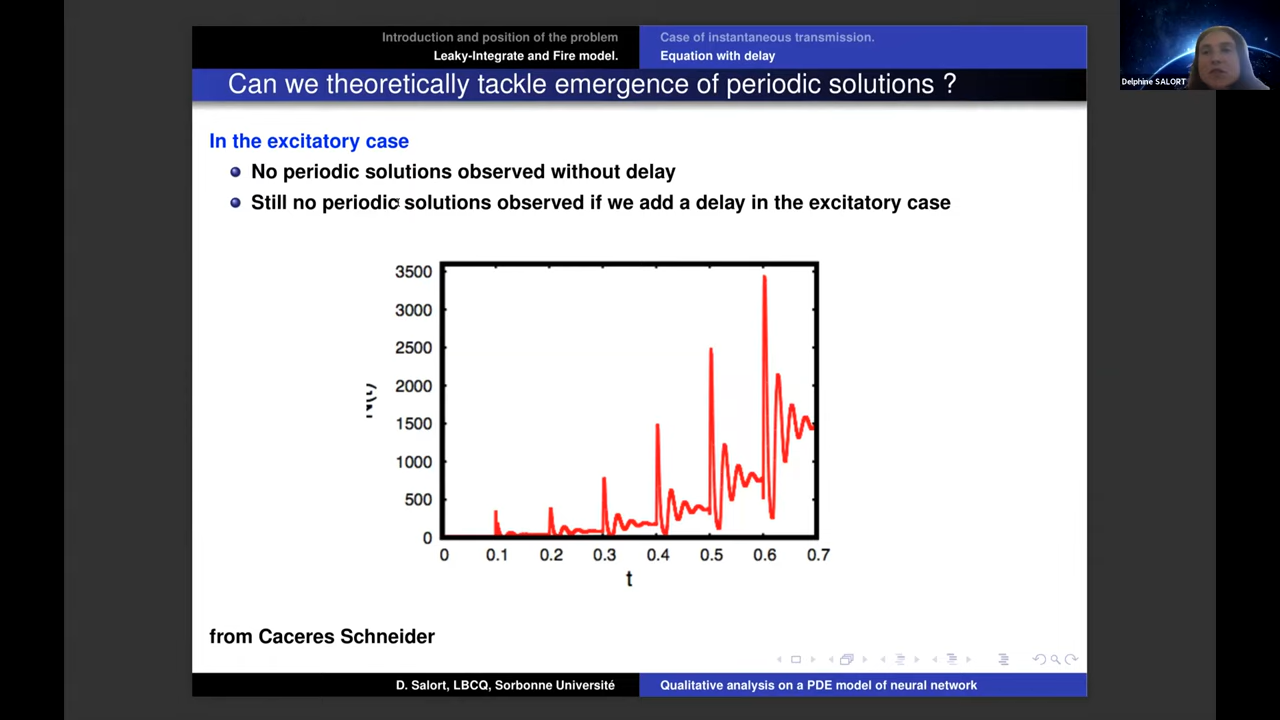 Introduction and position of the problem
Leaky-Integrate and Fire model.
Case of instantaneous transmission.
Equation with delay
Can we theoretically tackle emergence of periodic solutions ?
Delphine SALORT
In the excitatory case
No periodic solutions observed without delay
Still no periodic solutions observed if we add a delay in the excitatory case
3500
3000
2500
2000
1500
1000
500
0
0 0.1 0.2 0.3 0.4 0.5 0.6 0.7
t
from Caceres Schneider
D. Salort, LBCQ, Sorbonne Université
Qualitative analysis on a PDE model of neural network